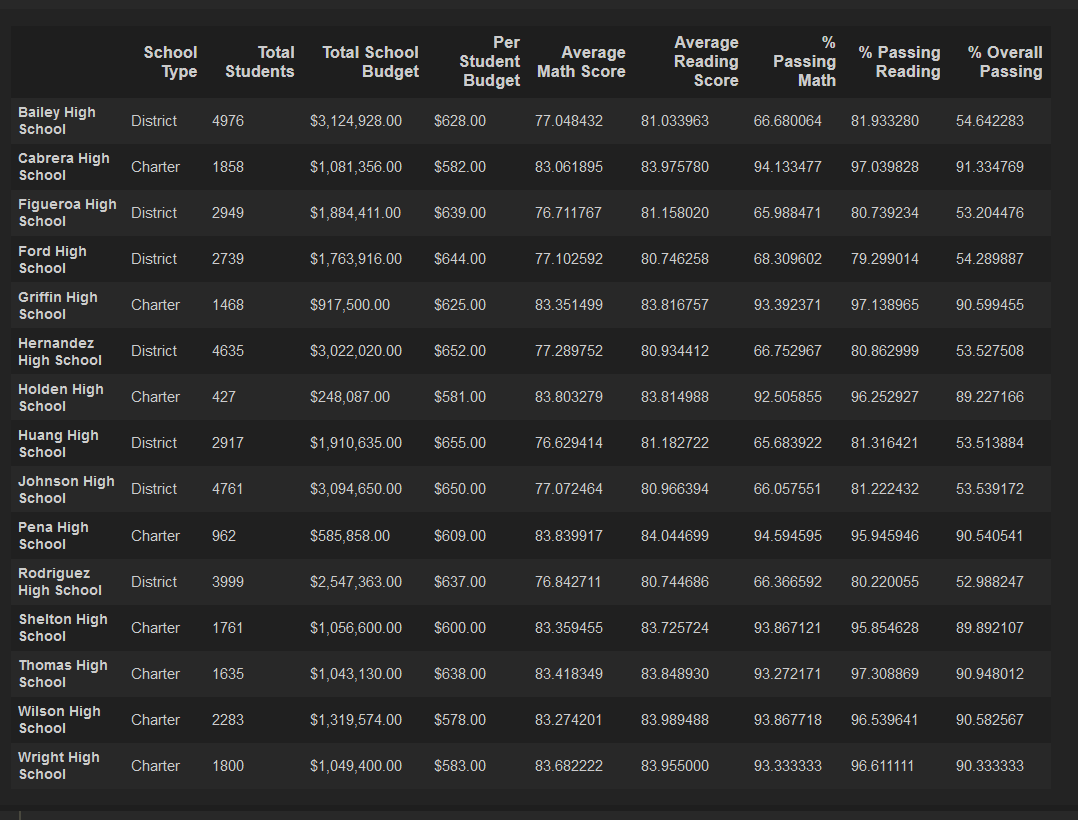 School Type Total Students Total School Budget Per Student Budget Average Math Score Average Reading Score % Passing Math % Passing Reading % Overall Passing
Bailey High School District 4976 $3,124,928.00 $628.00 77.048432 81.033963 66.680064 81.933280 54.642283
Cabrera High School Charter 1858 $1,081,356.00 $582.00 83.061895 83.975780 94.133477 97.039828 91.334769
Figueroa High School District 2949 $1,884,411.00 $639.00 76.711767 81.158020 65.988471 80.739234 53.204476
Ford High School District 2739 $1,763,916.00 $644.00 77.102592 80.746258 68.309602 79.299014 54.289887
Griffin High School Charter 1468 $917,500.00 $625.00 83.351499 83.816757 93.392371 97.138965 90.599455
Hernandez High School District 4635 $3,022,020.00 $652.00 77.289752 80.934412 66.752967 80.862999 53.527508
Holden High School Charter 427 $248,087.00 $581.00 83.803279 83.814988 92.505855 96.252927 89.227166
Huang High School District 2917 $1,910,635.00 $655.00 76.629414 81.182722 65.683922 81.316421 53.513884
Johnson High School District 4761 $3,094,650.00 $650.00 77.072464 80.966394 66.057551 81.222432 53.539172
Pena High School Charter 962 $585,858.00 $609.00 83.839917 84.044699 94.594595 95.945946 90.540541
Rodriguez High School District 3999 $2,547,363.00 $637.00 76.842711 80.744686 66.366592 80.220055 52.988247
Shelton High School Charter 1761 $1,056,600.00 $600.00 83.359455 83.725724 93.867121 95.854628 89.892107
Thomas High School Charter 1635 $1,043,130.00 $638.00 83.418349 83.848930 93.272171 97.308869 90.948012
Wilson High School Charter 2283 $1,319,574.00 $578.00 83.274201 83.989488 93.867718 96.539641 90.582567
Wright High School Charter 1800 $1,049,400.00 $583.00 83.682222 83.955000 93.333333 96.611111 90.333333